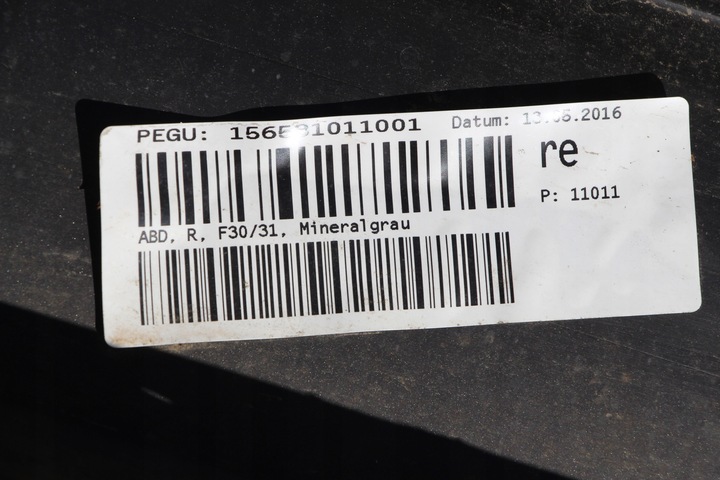 PEGU:
Datum:
re
P: 11011
ABD, R, F30/31, Mineralgrau